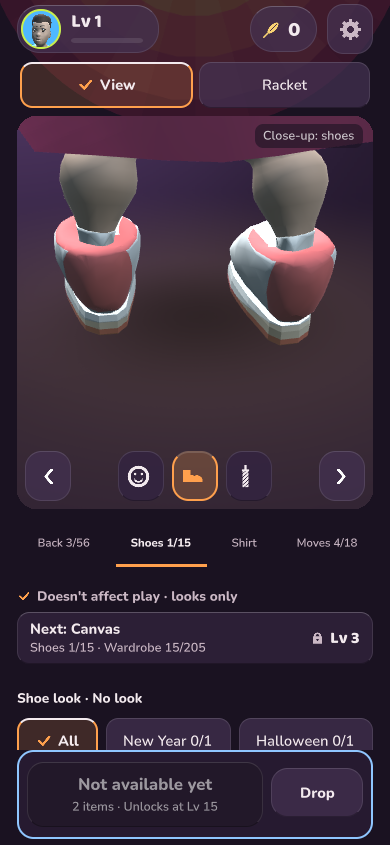 Lv 1
0
View
Racket
Close-up: shoes
Back 3/56
Shoes 1/15
Shirt
Moves 4/18
Doesn't affect play · looks only
Next: Canvas
Shoes 1/15 · Wardrobe 15/205
Lv 3
Shoe look · No look
All
New Year 0/1
Halloween 0/1
Not available yet
2 items · Unlocks at Lv 15
Drop